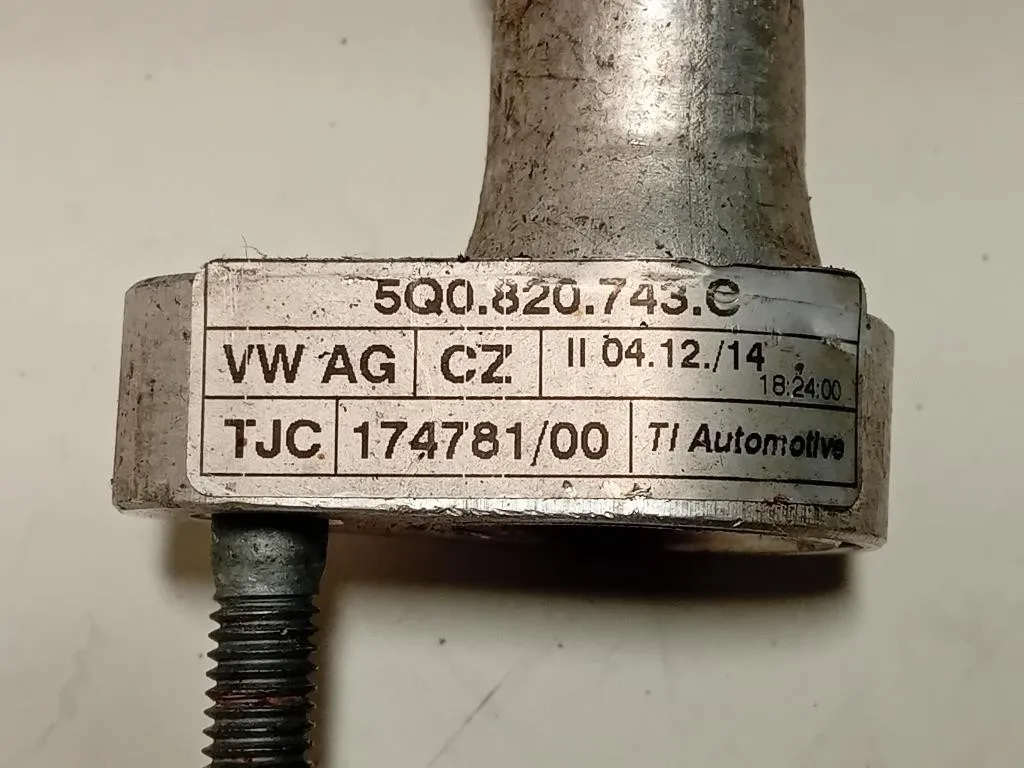 5Q0.820.743.C
VW AG CZ II 04.12./14 18:24:00
TJC 174781/00 TI Automotive